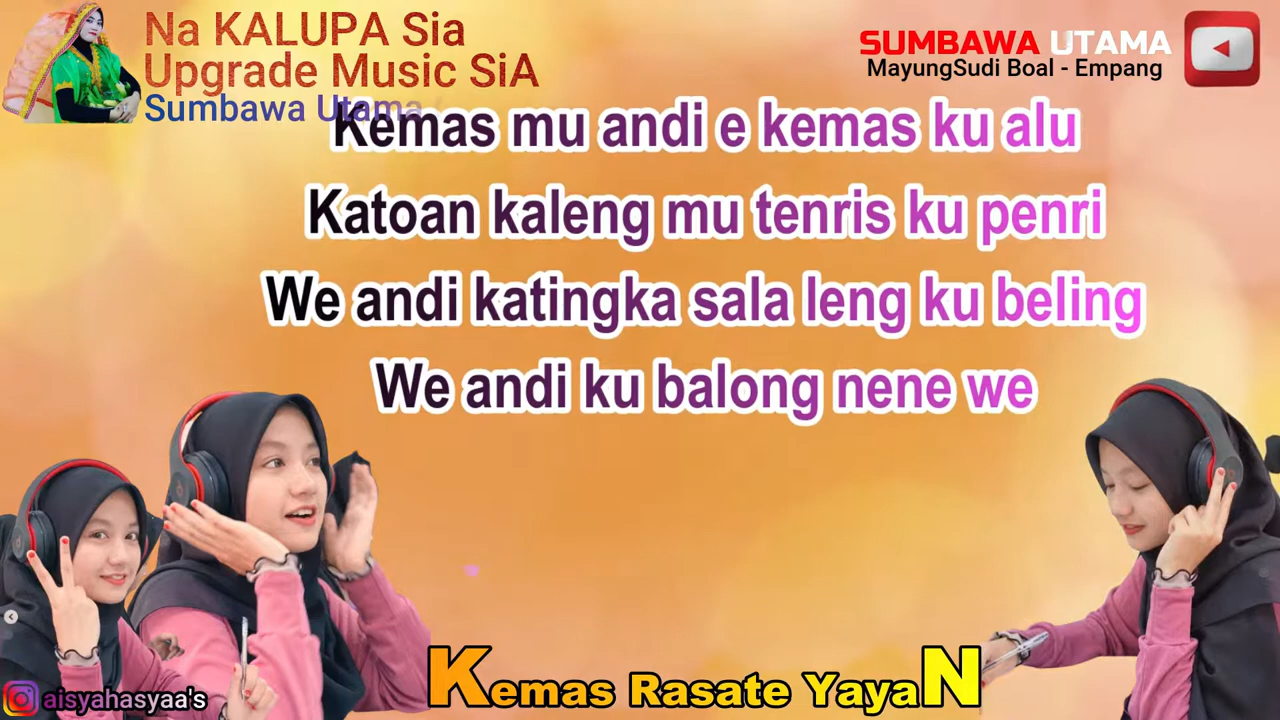 Na KALUPA Sia
Upgrade Music SiA
Sumbawa Utama
SUMBAWA UTAMA
MayungSudi Boal - Empang
Kemas mu andi e kemas ku alu
Katoan kaleng mu tenris ku penri
We andi katingka sala leng ku beling
We andi ku balong nene we
Kemas Rasate YayaN
aisyahasyaa's